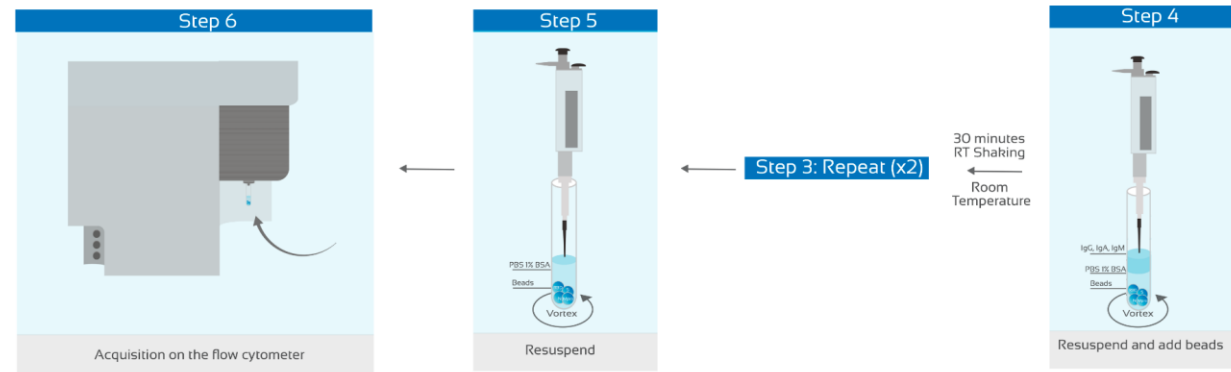 Step 6
Acquisition on the flow cytometer
Step 5
PBS 1% BSA
Beads
Vortex
Resuspend
Step 3: Repeat (x2)
30 minutes
RT Shaking
Room
Temperature
Step 4
IgG, IgA, IgM
PBS 1% BSA
Beads
Vortex
Resuspend and add beads